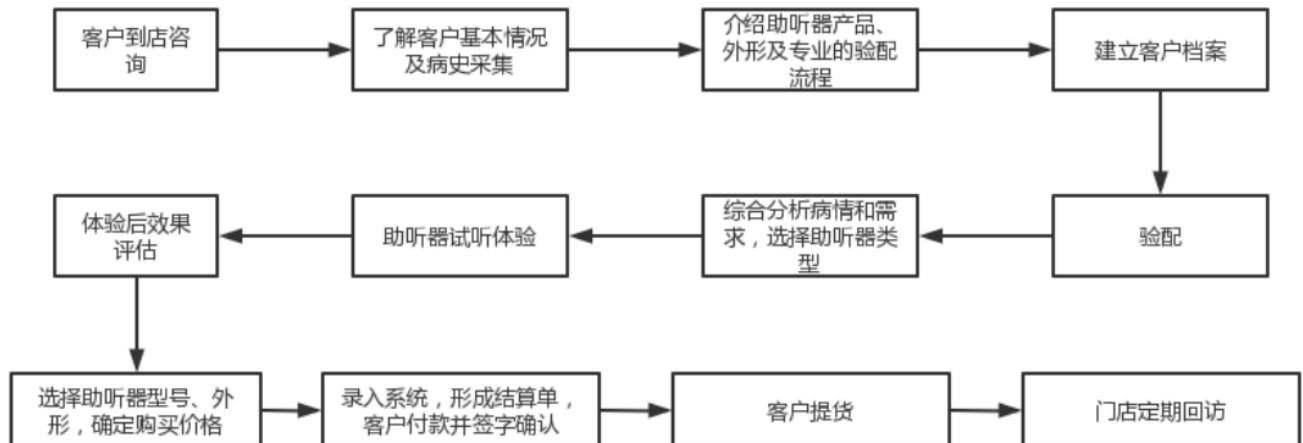 客户到店咨
询
了解客户基本情况
及病史采集
介绍助听器产品、
外形及专业的验配
流程
建立客户档案
验配
综合分析病情和需
求，选择助听器类
型
助听器试听体验
体验后效果
评估
选择助听器型号、外
形，确定购买价格
录入系统，形成结算单，
客户付款并签字确认
客户提货
门店定期回访